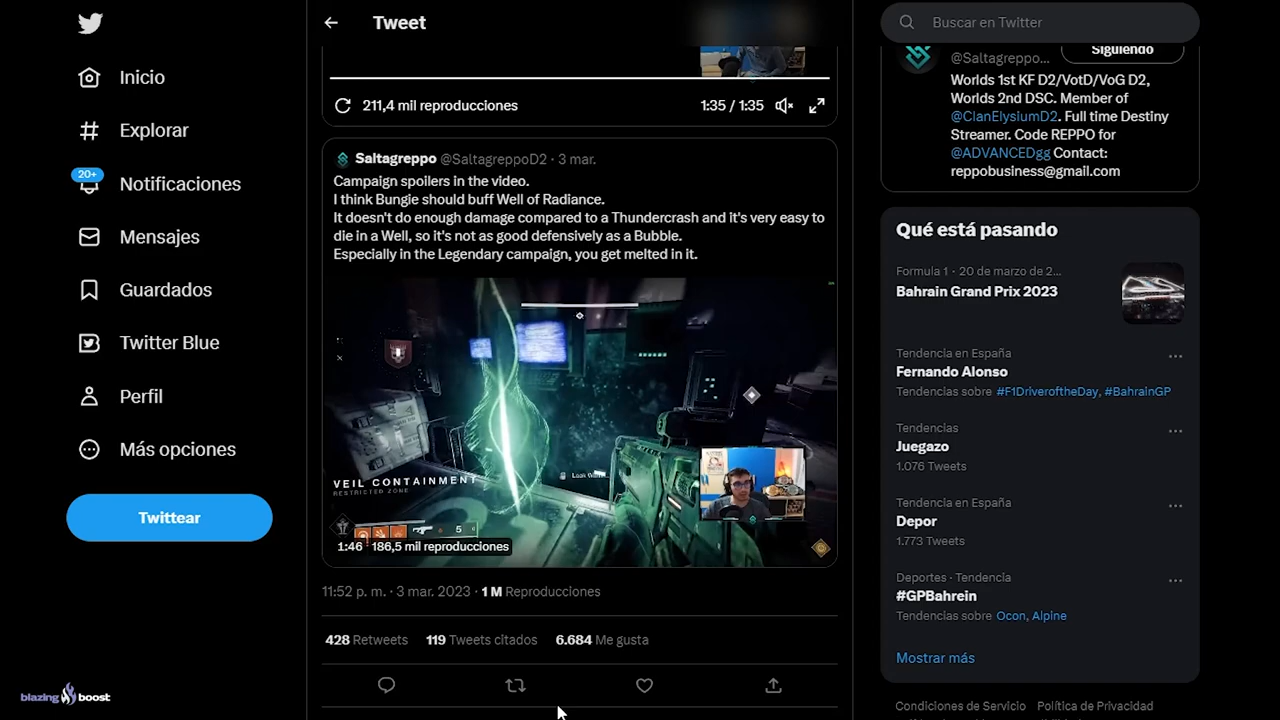 Inicio
Explorar
20+
Notificaciones
Mensajes
Guardados
Twitter Blue
Perfil
Más opciones
Twittear
blazing boost
Tweet
211,4 mil reproducciones
1:35 / 1:35
Saltagreppo @SaltagreppoD2 · 3 mar.
Campaign spoilers in the video.
I think Bungie should buff Well of Radiance.
It doesn't do enough damage compared to a Thundercrash and it's very easy to
die in a Well, so it's not as good defensively as a Bubble.
Especially in the Legendary campaign, you get melted in it.
VEIL CONTAINMENT
RESTRICTED ZONE
5
1:46
186,5 mil reproducciones
11:52 p. m. · 3 mar. 2023 · 1 M Reproducciones
428 Retweets 119 Tweets citados 6.684 Me gusta
Buscar en Twitter
@Saltagreppo...
Siguiendo
Worlds 1st KF D2/VotD/VoG D2,
Worlds 2nd DSC. Member of
@ClanElysiumD2. Full time Destiny
Streamer. Code REPPO for
@ADVANCEDgg Contact:
reppobusiness@gmail.com
Qué está pasando
Formula 1 · 20 de marzo de 2...
Bahrain Grand Prix 2023
Tendencia en España
Fernando Alonso
Tendencias sobre #F1DriveroftheDay, #BahrainGP
Tendencias
Juegazo
1.076 Tweets
Tendencia en España
Depor
1.773 Tweets
Deportes · Tendencia
#GPBahrein
Tendencias sobre Ocon, Alpine
Mostrar más
Condiciones de Servicio Política de Privacidad